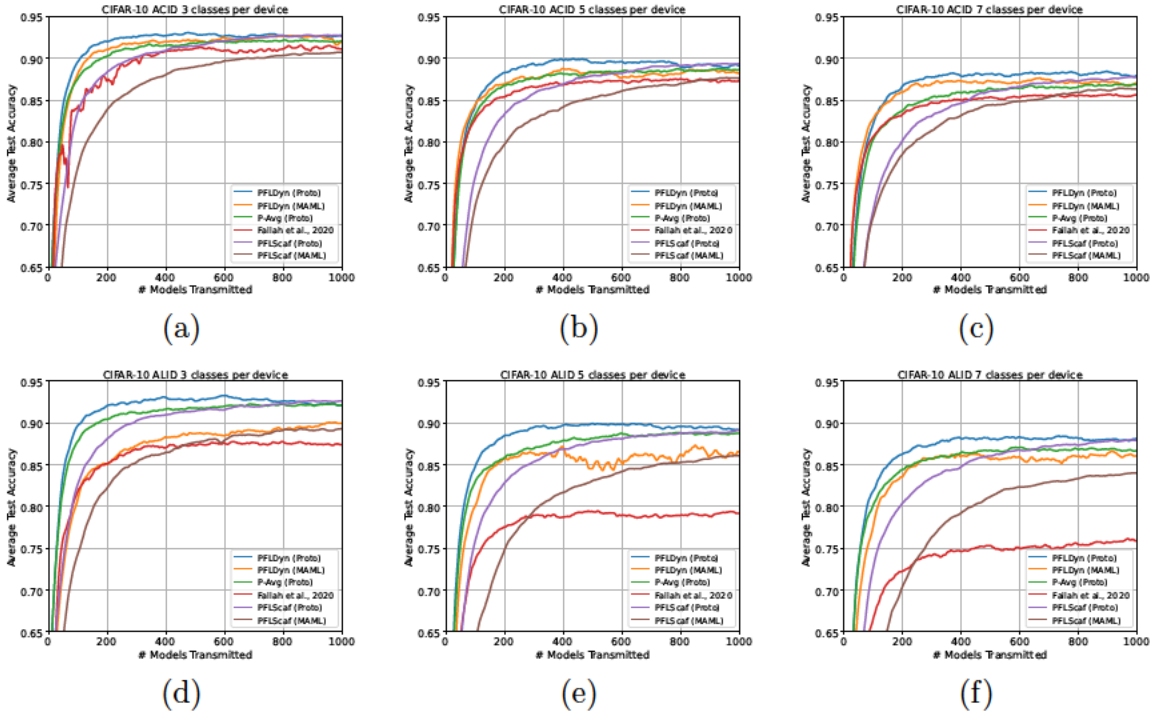 CIFAR-10 ACID 3 classes per device
0.95
0.90
0.85
0.80
0.75
0.70
0.65
Average Test Accuracy
PFLDyn (Proto)
PFLDyn (MAML)
P-Avg (Proto)
Fallah et al., 2020
PFLScaf (Proto)
PFLScaf (MAML)
0 200 400 600 800 1000
# Models Transmitted
(a)
CIFAR-10 ACID 5 classes per device
0.95
0.90
0.85
0.80
0.75
0.70
0.65
Average Test Accuracy
PFLDyn (Proto)
PFLDyn (MAML)
P-Avg (Proto)
Fallah et al., 2020
PFLScaf (Proto)
PFLScaf (MAML)
0 200 400 600 800 1000
# Models Transmitted
(b)
CIFAR-10 ACID 7 classes per device
0.95
0.90
0.85
0.80
0.75
0.70
0.65
Average Test Accuracy
PFLDyn (Proto)
PFLDyn (MAML)
P-Avg (Proto)
Fallah et al., 2020
PFLScaf (Proto)
PFLScaf (MAML)
0 200 400 600 800 1000
# Models Transmitted
(c)
CIFAR-10 ALID 3 classes per device
0.95
0.90
0.85
0.80
0.75
0.70
0.65
Average Test Accuracy
PFLDyn (Proto)
PFLDyn (MAML)
P-Avg (Proto)
Fallah et al., 2020
PFLScaf (Proto)
PFLScaf (MAML)
0 200 400 600 800 1000
# Models Transmitted
(d)
CIFAR-10 ALID 5 classes per device
0.95
0.90
0.85
0.80
0.75
0.70
0.65
Average Test Accuracy
PFLDyn (Proto)
PFLDyn (MAML)
P-Avg (Proto)
Fallah et al., 2020
PFLScaf (Proto)
PFLScaf (MAML)
0 200 400 600 800 1000
# Models Transmitted
(e)
CIFAR-10 ALID 7 classes per device
0.95
0.90
0.85
0.80
0.75
0.70
0.65
Average Test Accuracy
PFLDyn (Proto)
PFLDyn (MAML)
P-Avg (Proto)
Fallah et al., 2020
PFLScaf (Proto)
PFLScaf (MAML)
0 200 400 600 800 1000
# Models Transmitted
(f)